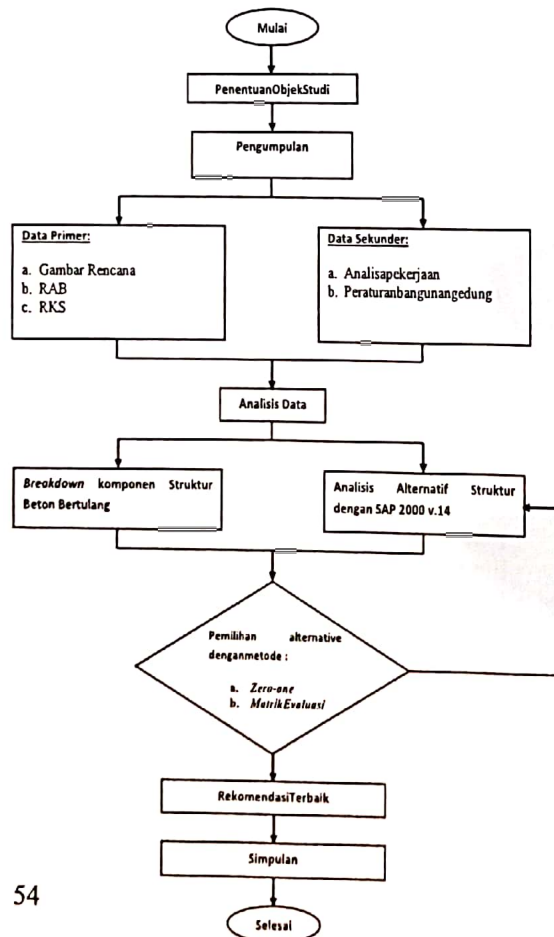 Mulai
PenentuanObjekStudi
Pengumpulan
Data Primer:
a. Gambar Rencana
b. RAB
c. RKS
Data Sekunder:
a. Analisapekerjaan
b. Peraturanbangunangedung
Analisis Data
Breakdown komponen Struktur
Beton Bertulang
Analisis Alternatif Struktur
dengan SAP 2000 v.14
Pemilihan alternative
denganmetode :
a. Zero-one
b. MatrikEvaluasi
RekomendasiTerbaik
Simpulan
54
Selesai